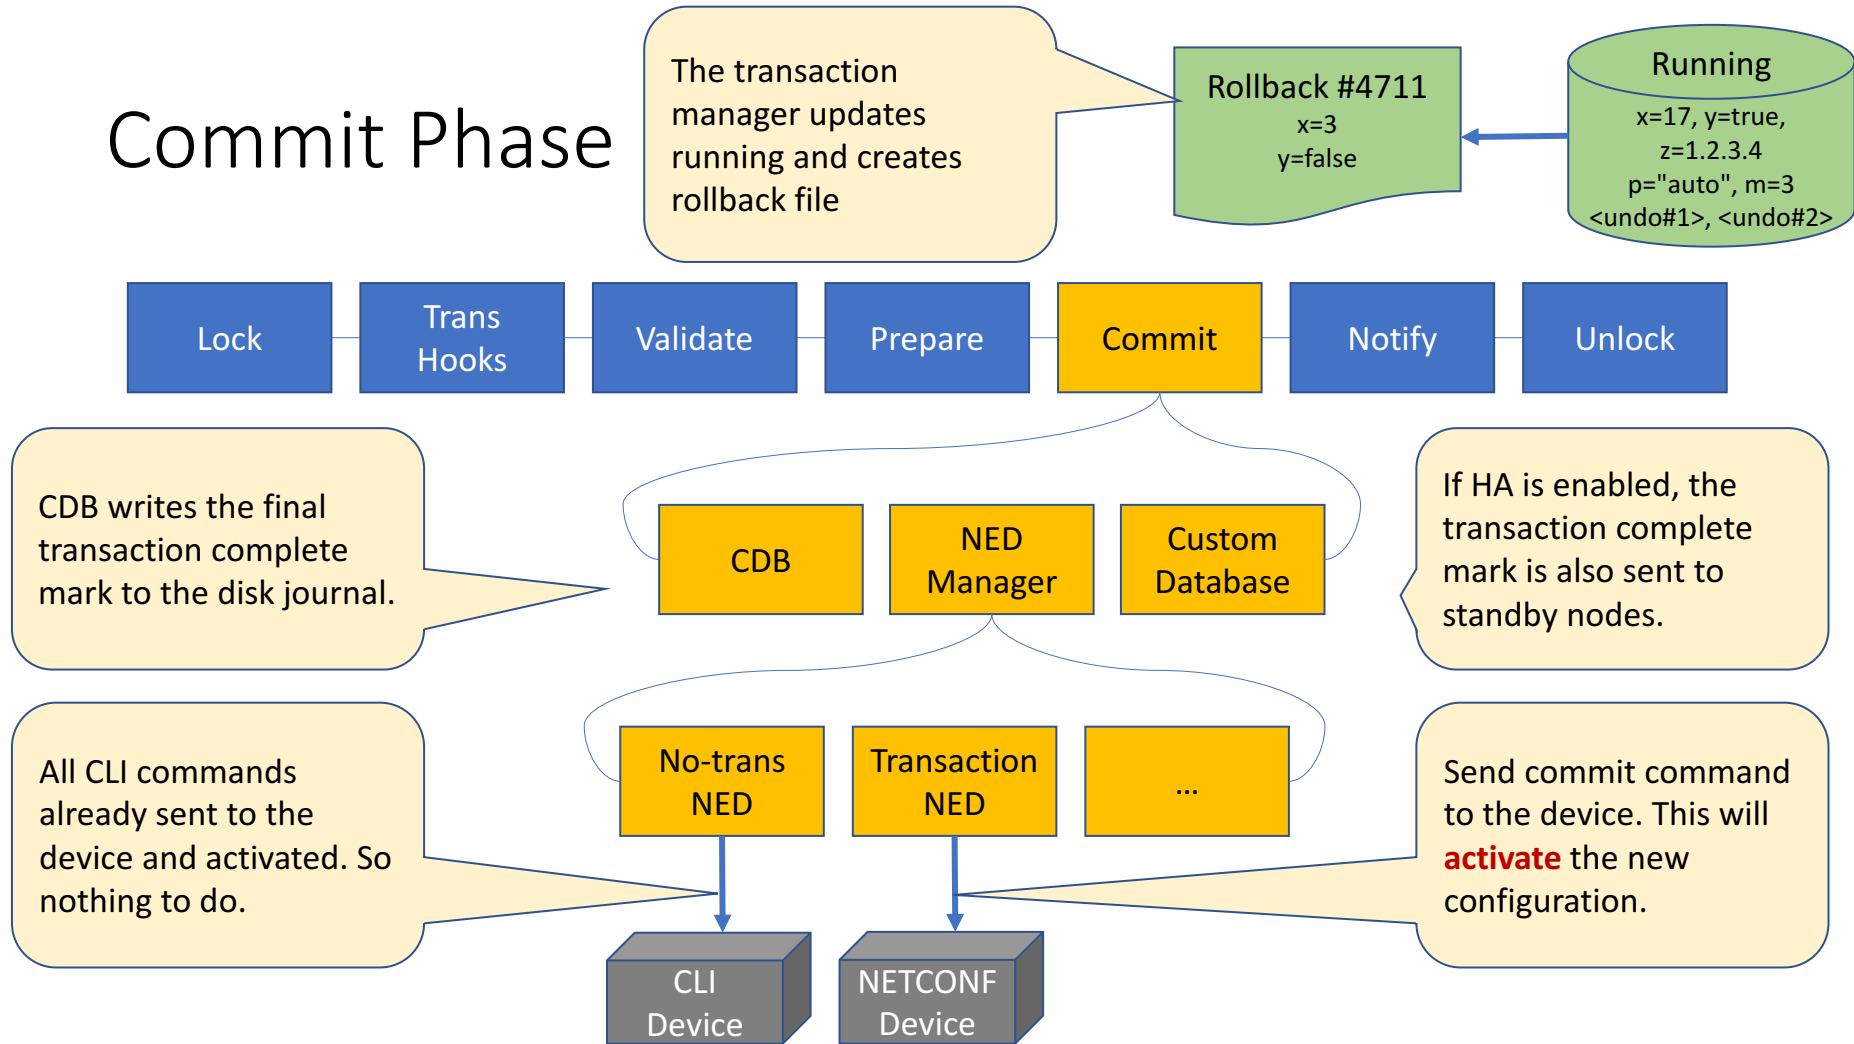 Commit Phase
The transaction
manager updates
running and creates
rollback file
Rollback #4711
x=3
y=false
Running
x=17, y=true,
z=1.2.3.4
p="auto", m=3
<undo#1>, <undo#2>
Lock
Trans
Hooks
Validate
Prepare
Commit
Notify
Unlock
CDB writes the final
transaction complete
mark to the disk journal.
CDB
NED
Manager
Custom
Database
If HA is enabled, the
transaction complete
mark is also sent to
standby nodes.
All CLI commands
already sent to the
device and activated. So
nothing to do.
No-trans
NED
Transaction
NED
...
Send commit command
to the device. This will
activate the new
configuration.
CLI
Device
NETCONF
Device